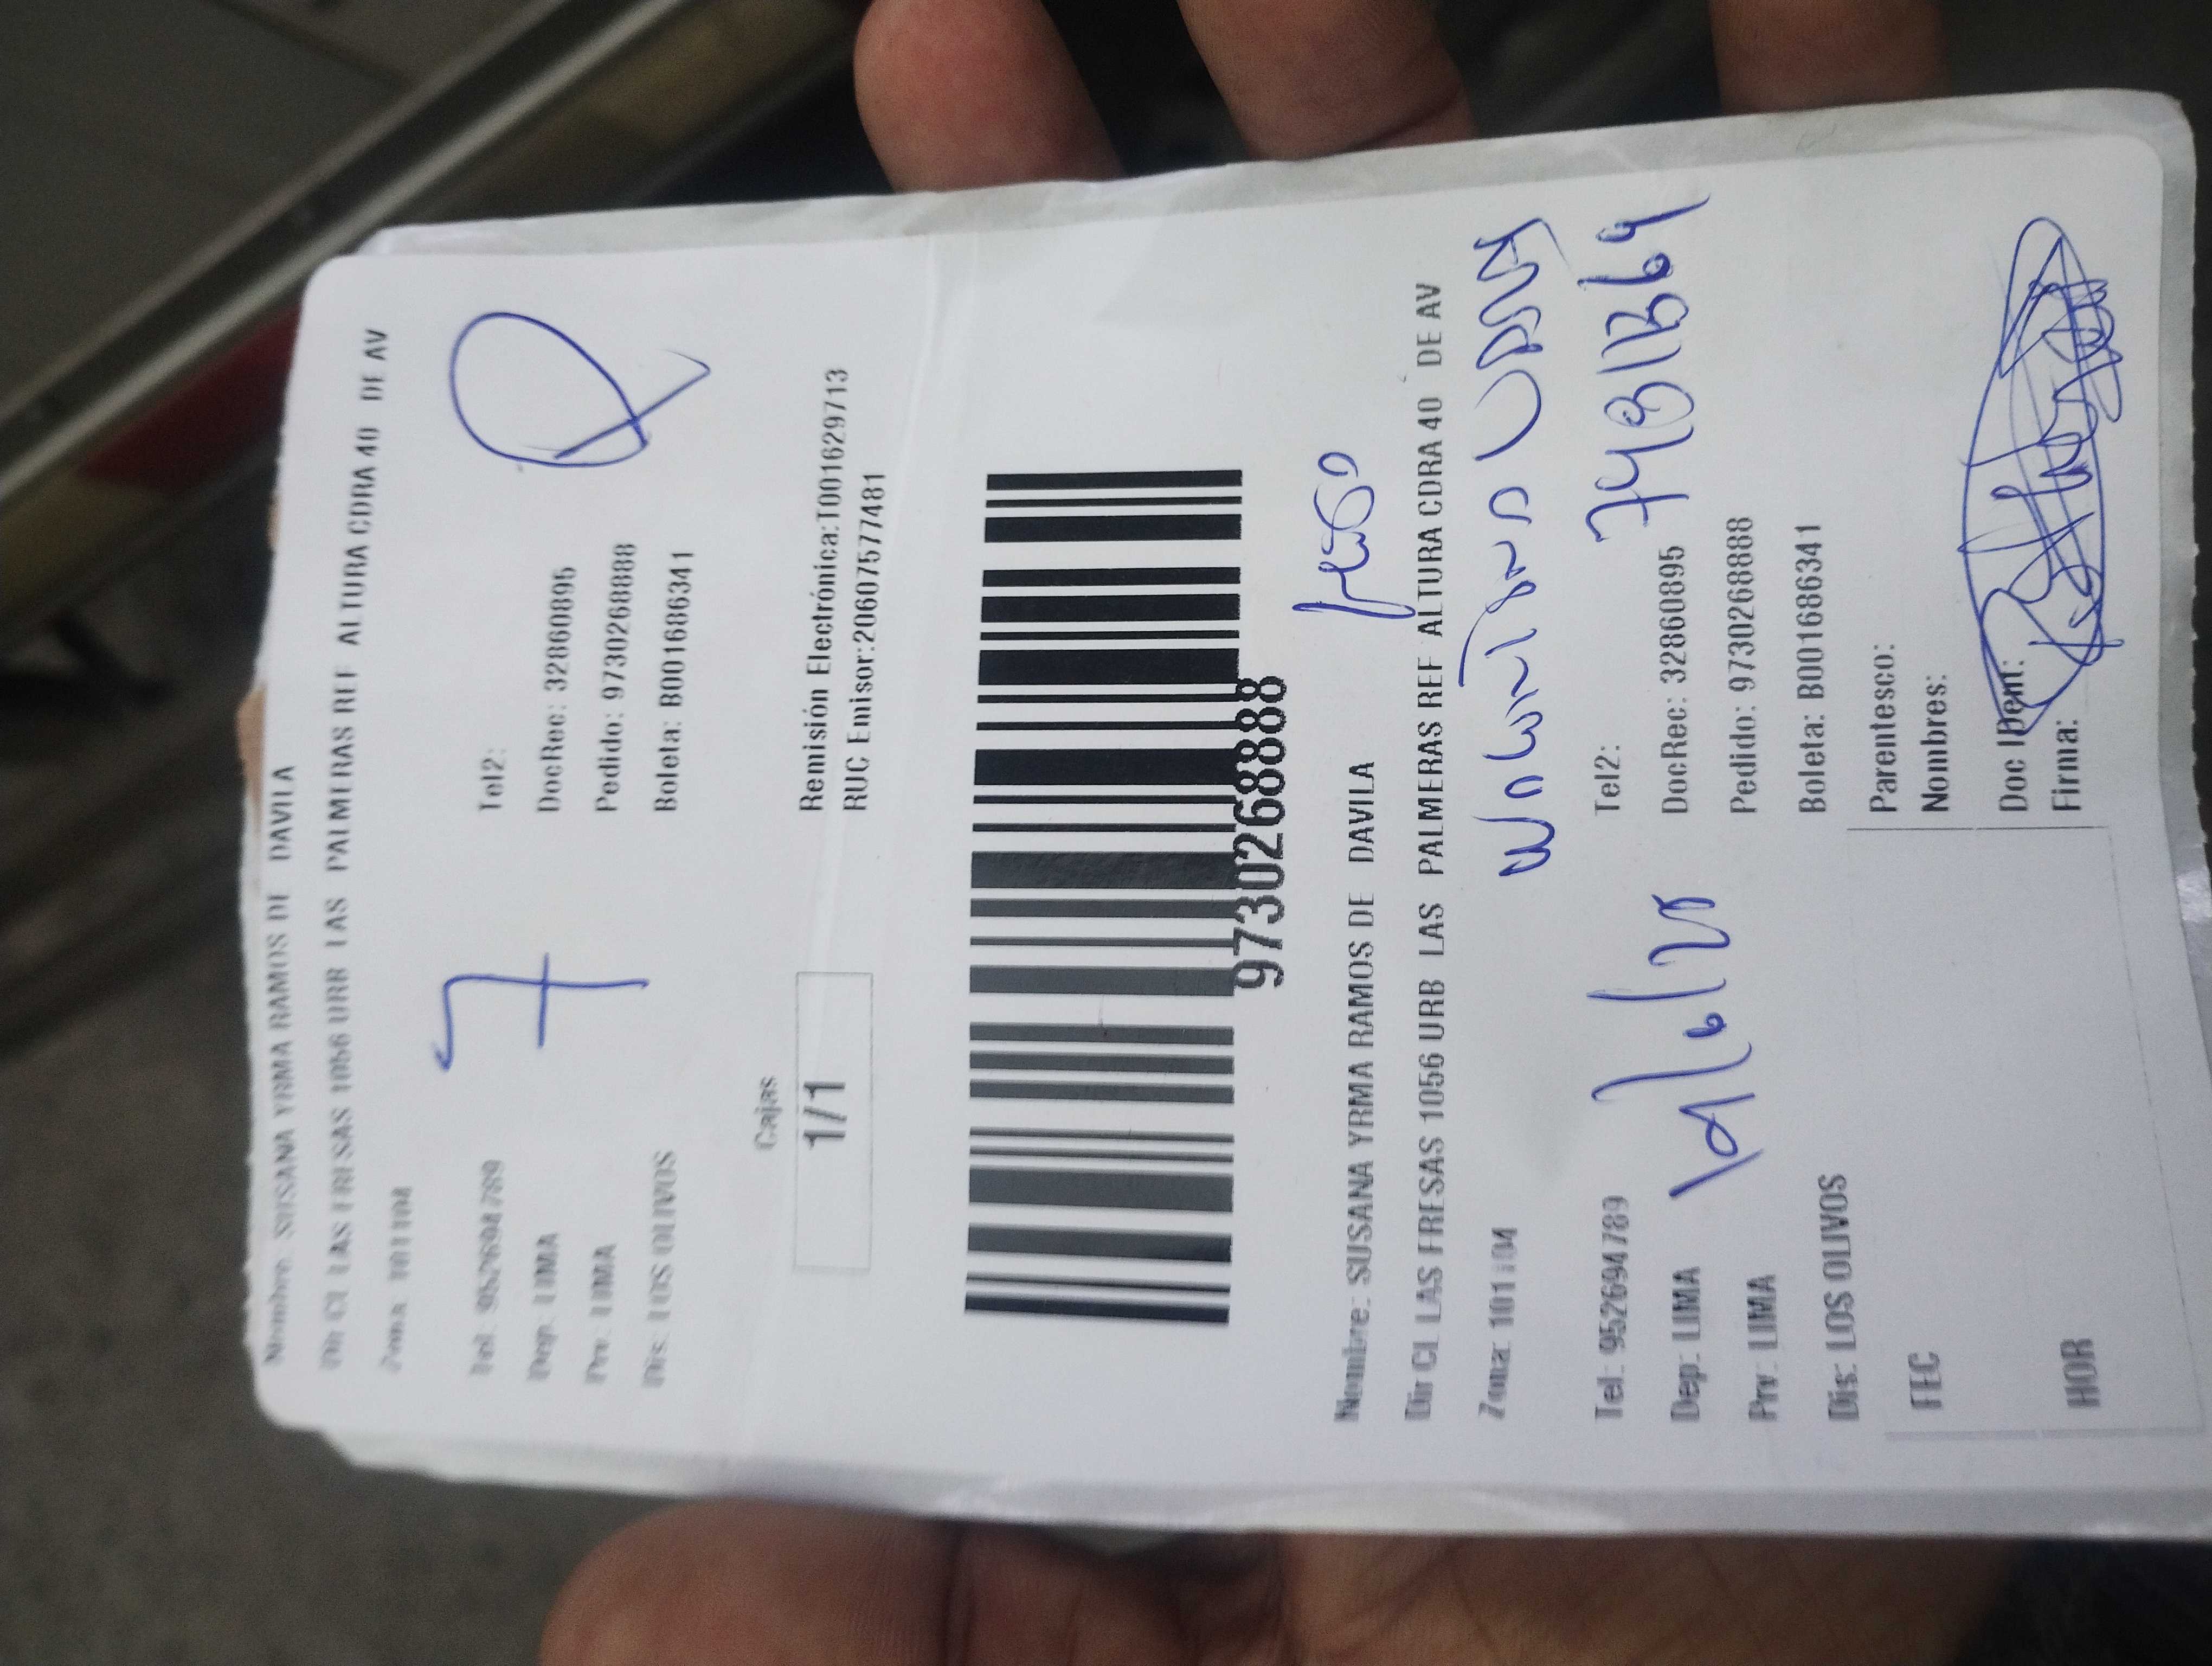 Nombre: SUSANA YRMA RAMOS DE DAVILA
Dir CL LAS FRESAS 1056 URB LAS PALMERAS REF ALTURA CDRA 40 DE AV
Zona: 101104
Tel: 952694789 Tel2:
Dep: LIMA DocRec: 32860895
Prv: LIMA Pedido: 97302688888
Dis: LOS OLIVOS Boleta: B001686341
7
Cajas
1/1
Remisión Electrónica:T001629713
RUC Emisor:20607577481
97302688888
Nombre: SUSANA YRMA RAMOS DE DAVILA
Dir CL LAS FRESAS 1056 URB LAS PALMERAS REF ALTURA CDRA 40 DE AV
Zona: 101104
Tel: 952694789 Tel2:
Dep: LIMA DocRec: 32860895
Prv: LIMA Pedido: 97302688888
Dis: LOS OLIVOS Boleta: B001686341
FEC Parentesco:
Nombres:
HOR Doc Ident:
Firma: